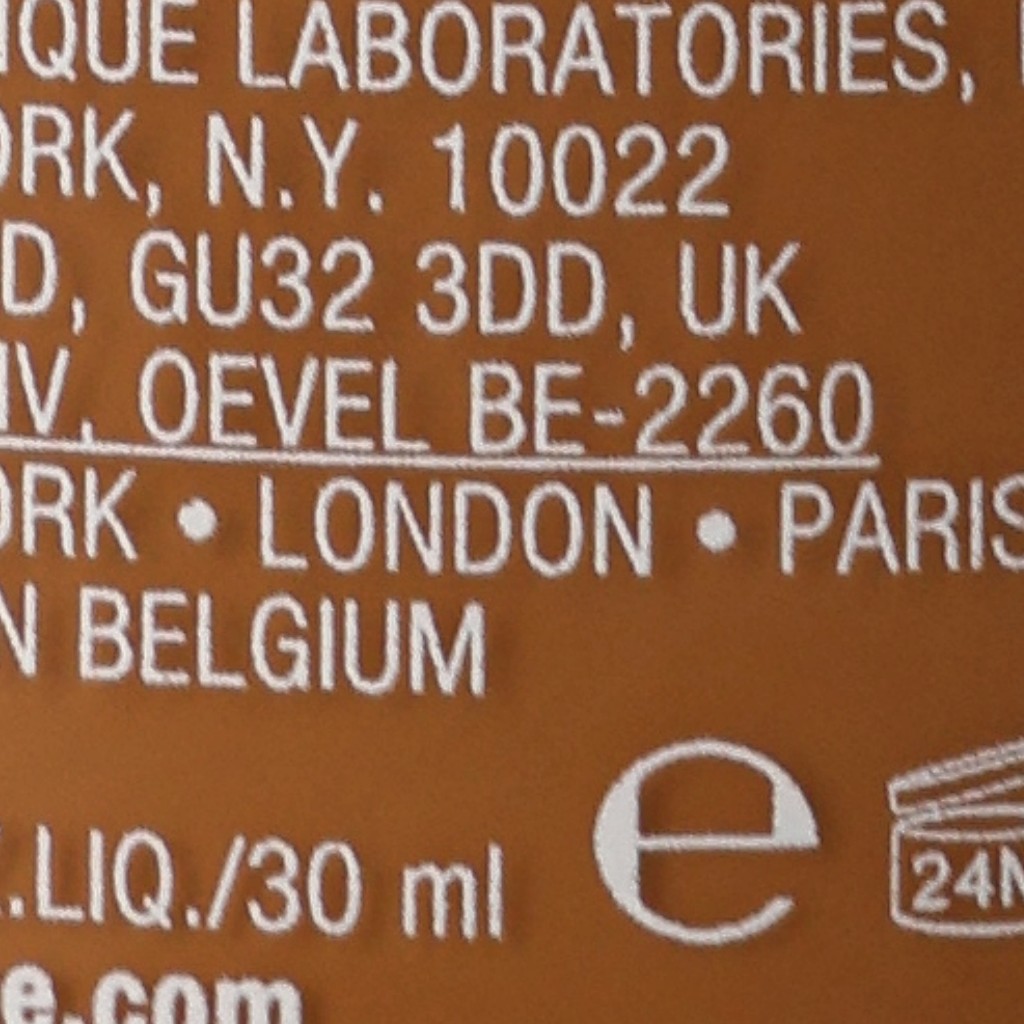 IQUE LABORATORIES,
ORK, N.Y. 10022
D, GU32 3DD, UK
IV, OEVEL BE-2260
ORK • LONDON • PARIS
N BELGIUM
.LIQ./30 ml e 24M
e.com